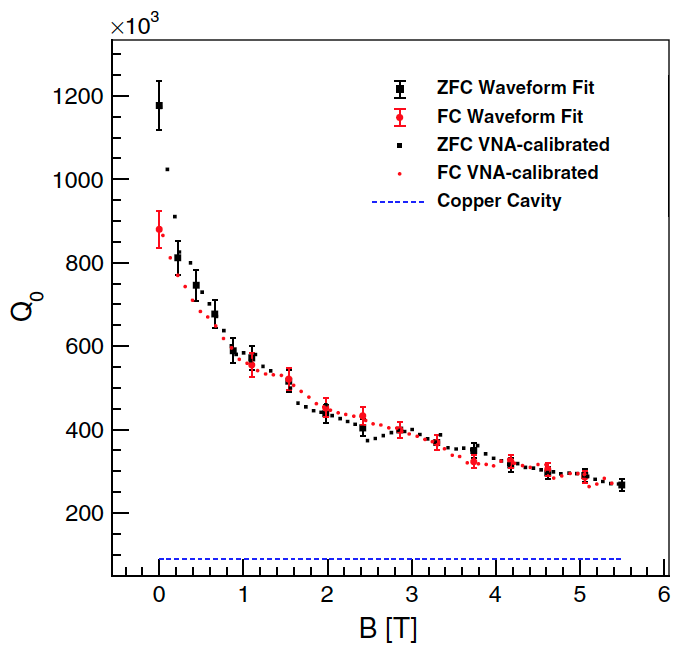 ×10³
1200
1000
800
600
400
200
Q₀
ZFC Waveform Fit
FC Waveform Fit
ZFC VNA-calibrated
FC VNA-calibrated
Copper Cavity
0 1 2 3 4 5 6
B [T]